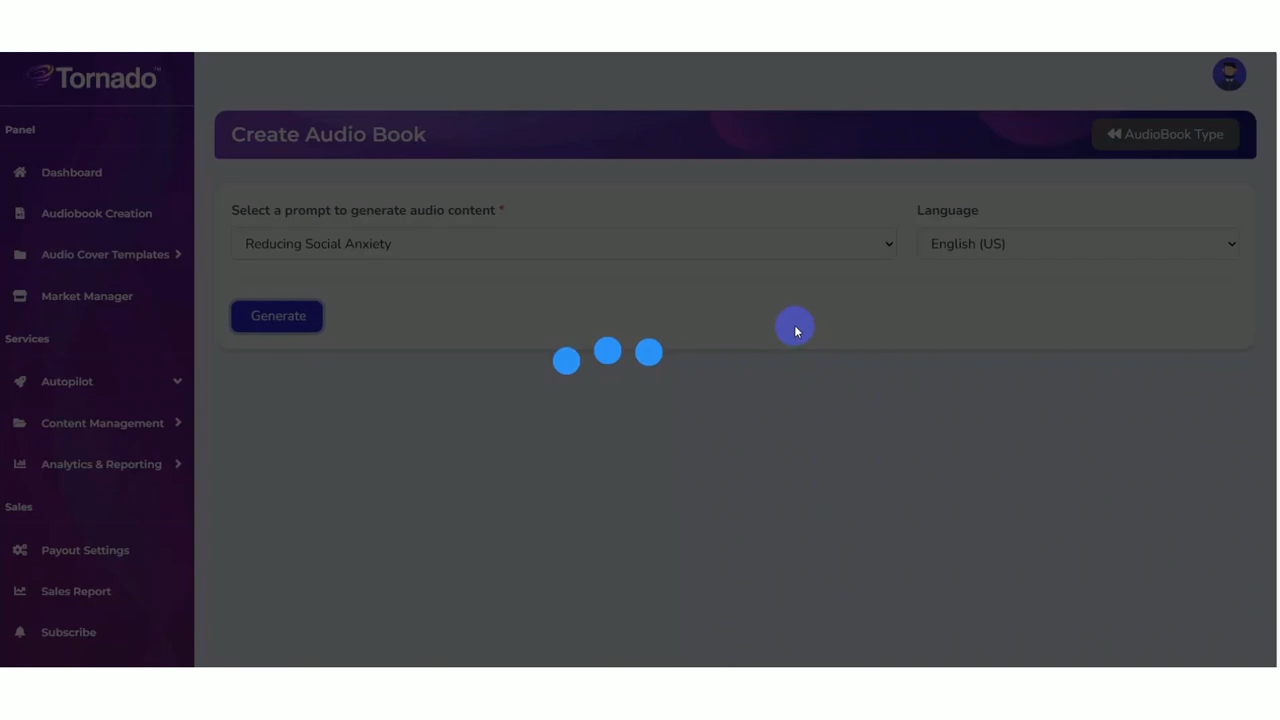 Tornado™
Panel
Dashboard
Audiobook Creation
Audio Cover Templates
Market Manager
Services
Autopilot
Content Management
Analytics & Reporting
Sales
Payout Settings
Sales Report
Subscribe
Create Audio Book
AudioBook Type
Select a prompt to generate audio content *
Language
Reducing Social Anxiety
English (US)
Generate